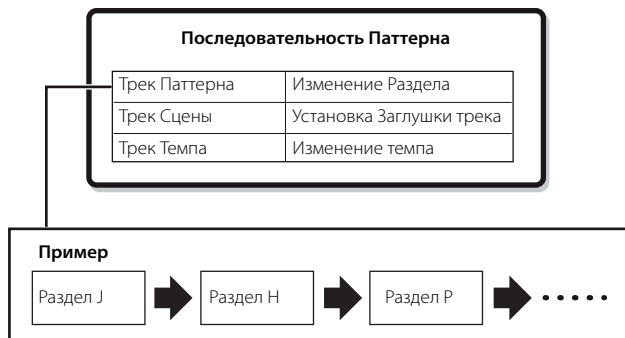 Последовательность Паттерна
Трек Паттерна Изменение Раздела
Трек Сцены Установка Заглушки трека
Трек Темпа Изменение темпа
Пример
Раздел J Раздел H Раздел P